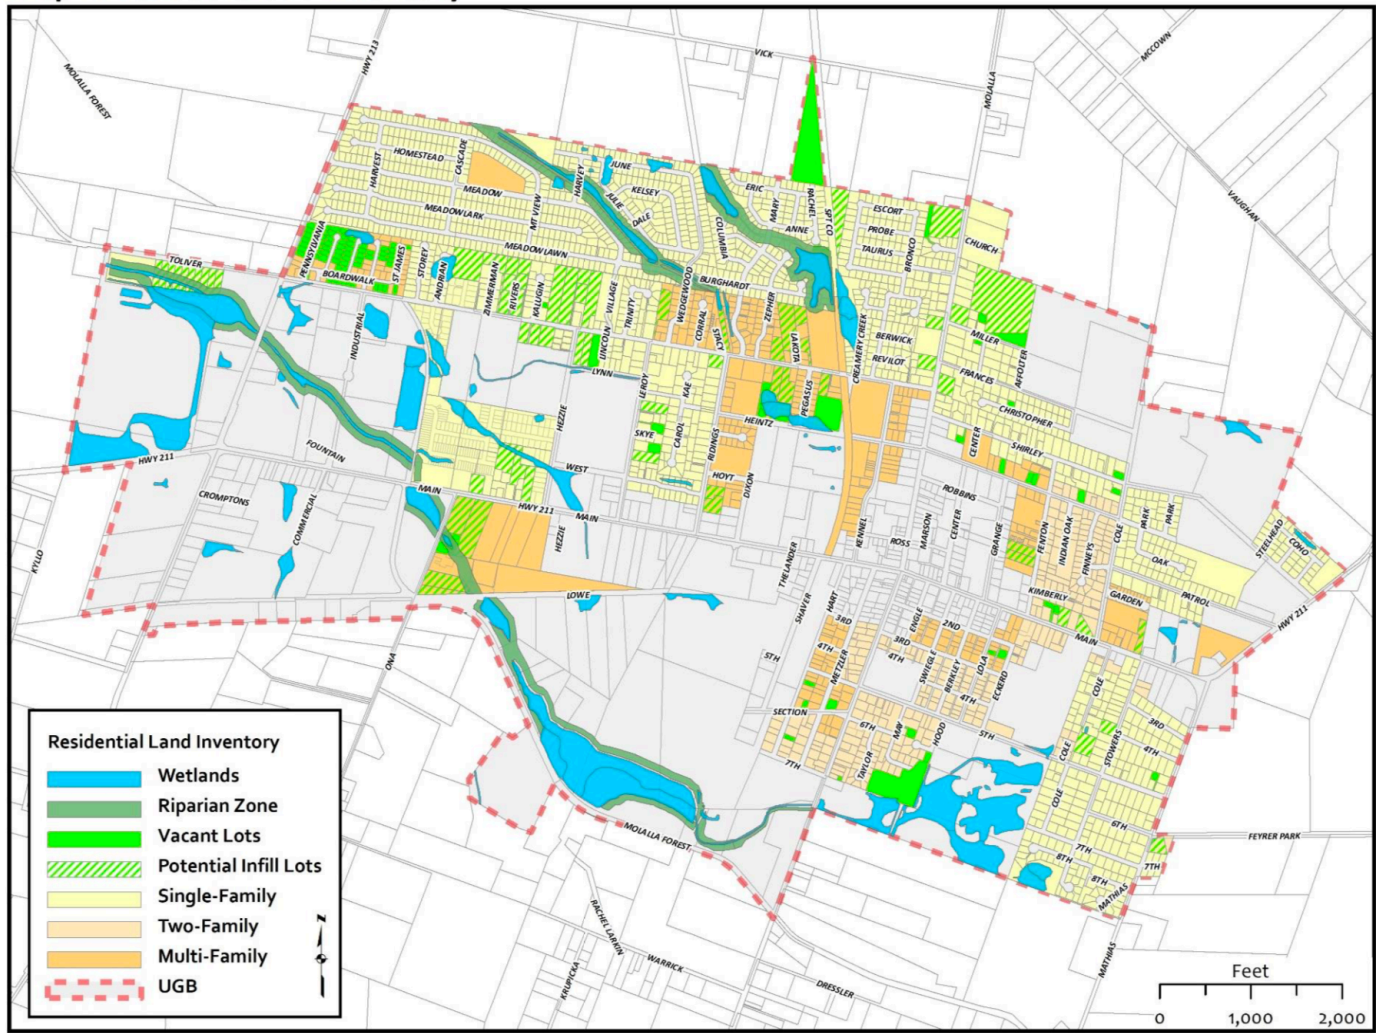 VICK
MCCOWN
HWY 213
MOLALLA FOREST
MOLALLA
VAUGHAN
HOMESTEAD
CASCADE
HARVEST
MEADOW
MEADOWLARK
MT VIEW
MEADOWLAWN
HARVEY
JUNE
KELSEY
JULIE
DALE
COLUMBIA
ERIC
MARY
RACHEL
ANNE
SPT CO
ESCORT
PROBE
TAURUS
BRONCO
CHURCH
PENNSYLVANIA
BOARDWALK
ST JAMES
STOREY
ADRIAN
ZIMMERMAN
RIVERS
KALUGIN
VILLAGE
LINCOLN
TRINITY
WEDGEWOOD
BURGHARDT
CORRAL
STACY
ZEPHER
LAKOTA
PEGASUS
CREAMERY CREEK
BERWICK
REVILOT
MILLER
AFFOLTER
FRANCES
CHRISTOPHER
SHIRLEY
CENTER
TOLIVER
INDUSTRIAL
LYNN
LEROY
KAE
CAROL
SKYE
RIDINGS
HEINTZ
HOYT
DIXON
HEZZIE
WEST
FOUNTAIN
HWY 211
MAIN
HWY 211
MAIN
HEZZIE
CROMPTONS
COMMERCIAL
KYLLO
ONA
LOWE
THELANDER
SHAVER
HART
KENNEL
ROSS
MARSON
CENTER
ROBBINS
GRANGE
FENTON
INDIAN OAK
FINNEYS
COLE
PARK
PARK
OAK
PATROL
GARDEN
KIMBERLY
MAIN
STEELHEAD
COHO
HWY 211
3RD
4TH
5TH
METZLER
SECTION
7TH
ENGLE
2ND
3RD
4TH
SWIEGLE
BERKLEY
LOLA
ECKERD
4TH
5TH
6TH
MAY
HOOD
TAYLOR
COLE
COLE
COLE
STOWERS
3RD
4TH
6TH
7TH
8TH
8TH
7TH
MATHIAS
MATHIAS
FEYRER PARK
MOLALLA FOREST
RACHEL LARKIN
WARRICK
KRUPICKA
DRESSLER
Residential Land Inventory
Wetlands
Riparian Zone
Vacant Lots
Potential Infill Lots
Single-Family
Two-Family
Multi-Family
UGB
Z
Feet
0 1,000 2,000